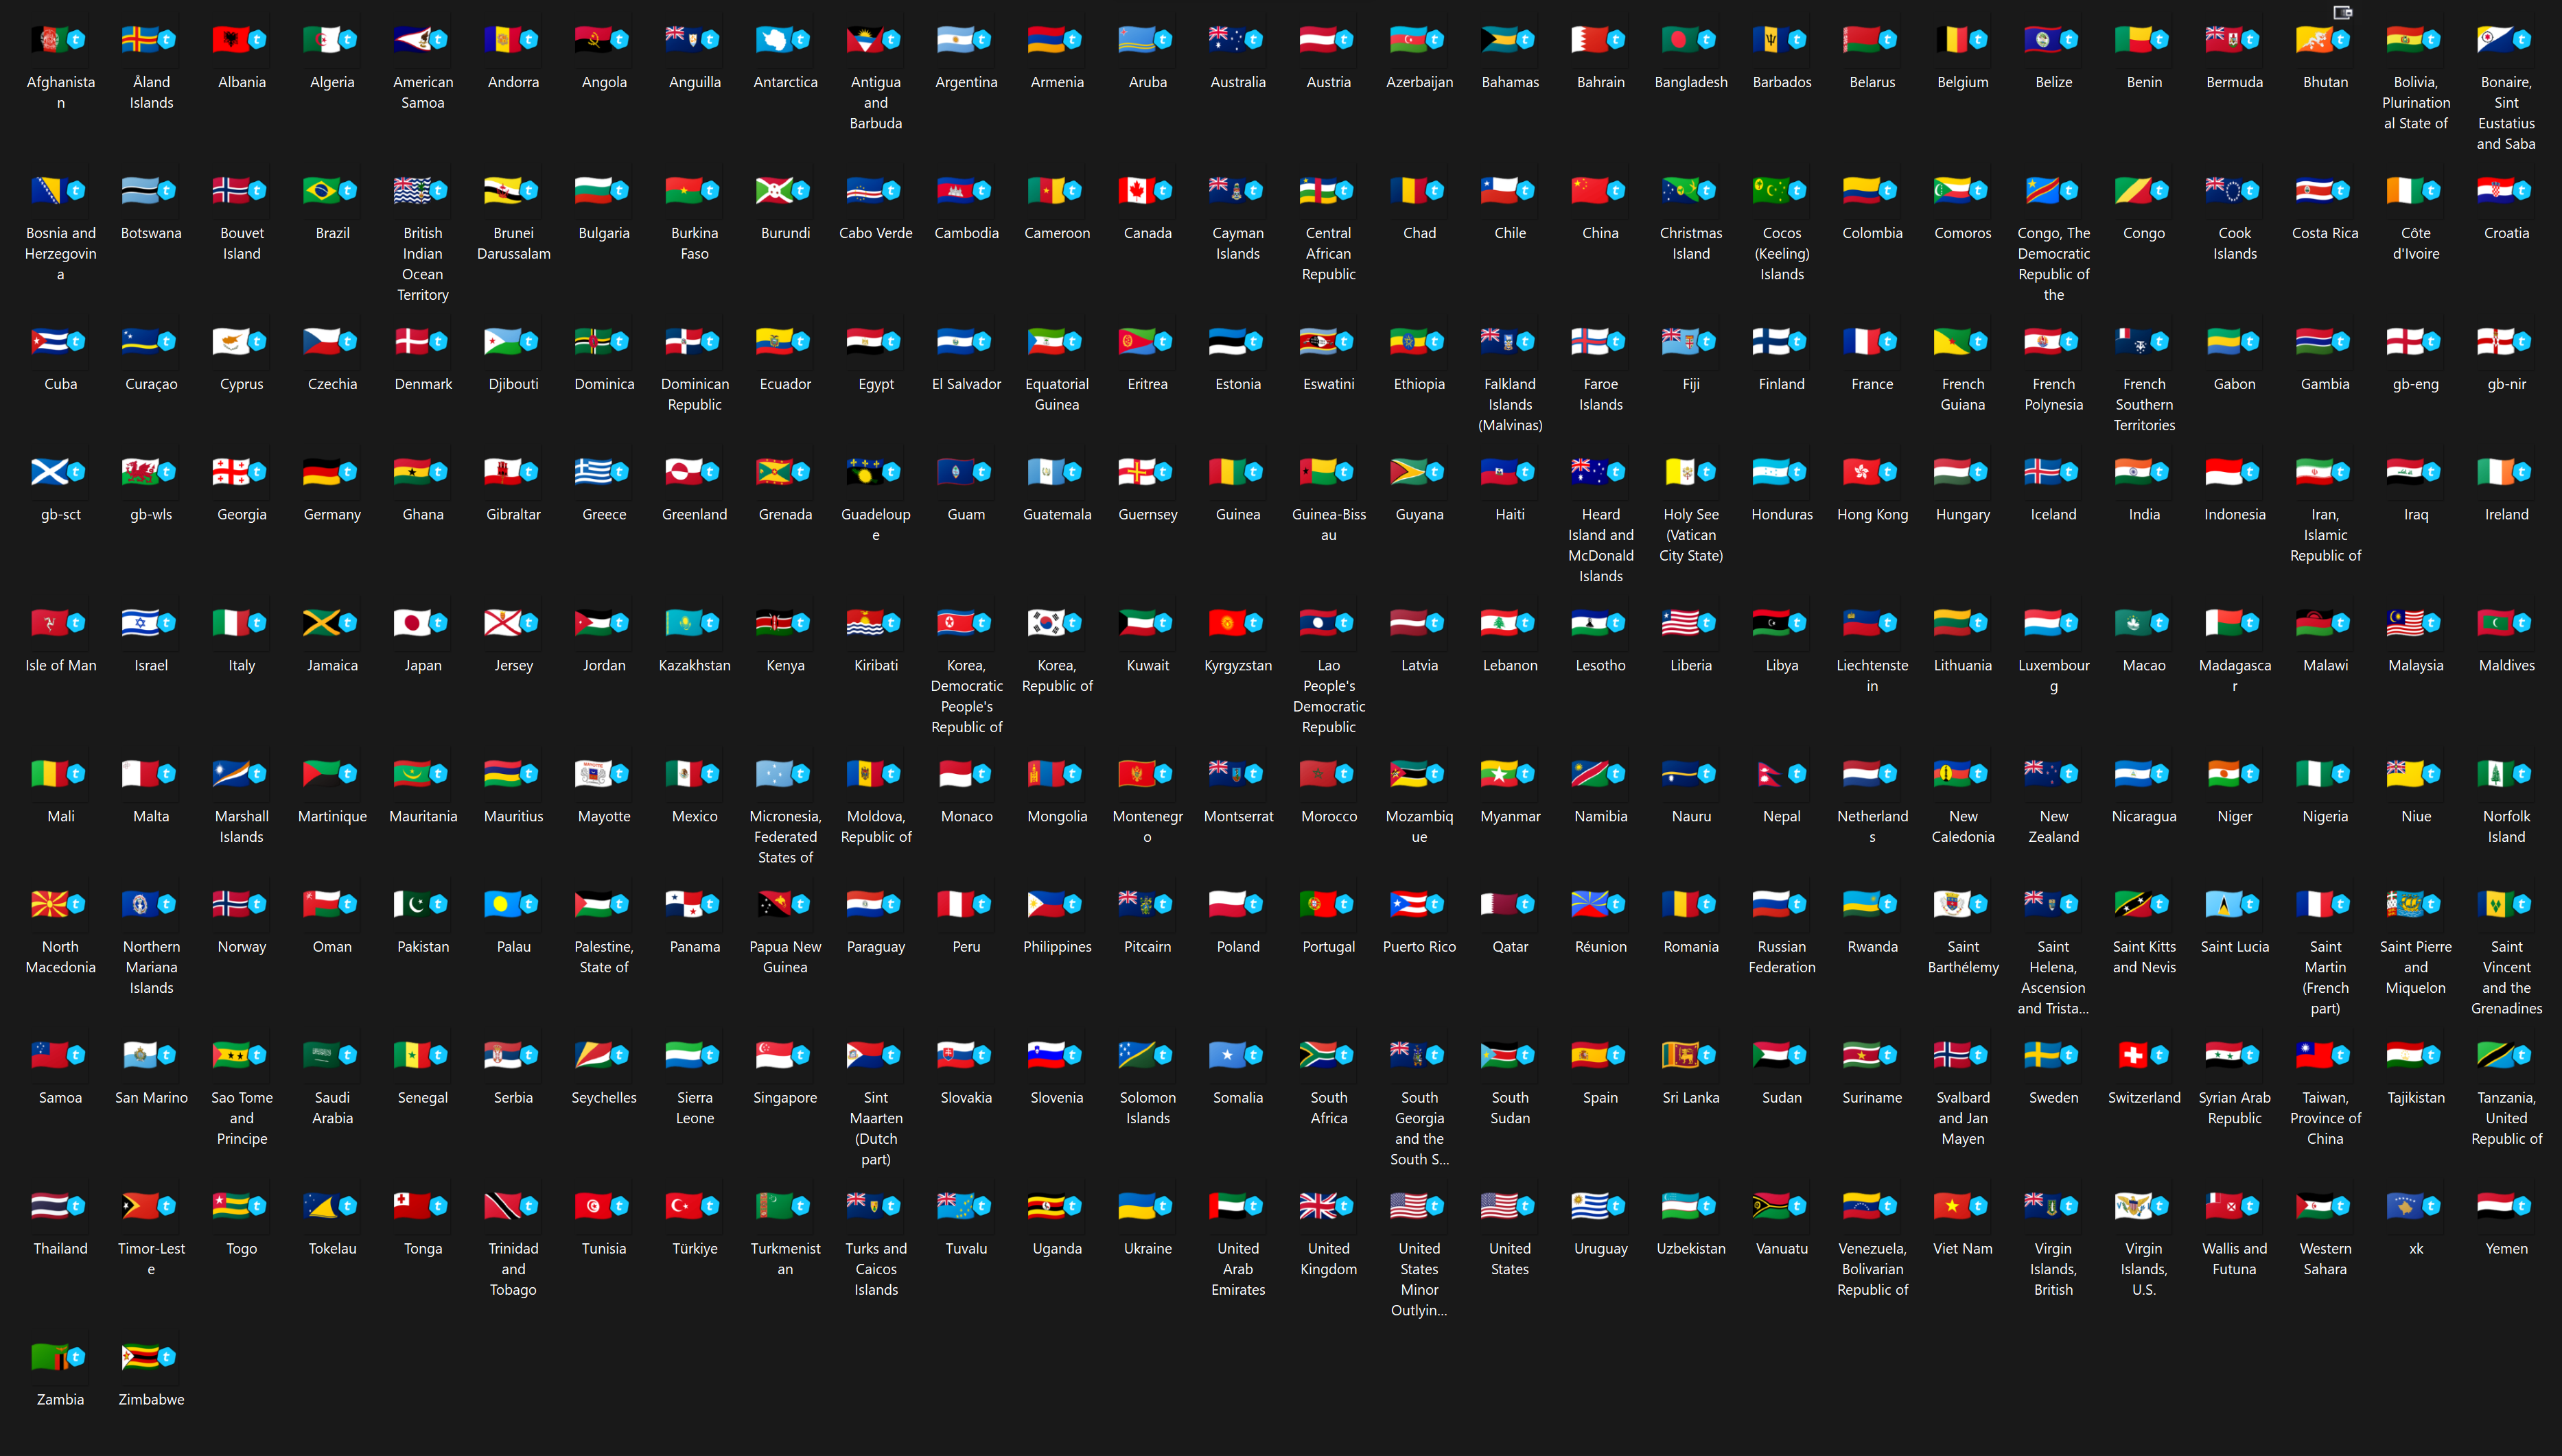 Afghanistan
Åland Islands
Albania
Algeria
American Samoa
Andorra
Angola
Anguilla
Antarctica
Antigua and Barbuda
Argentina
Armenia
Aruba
Australia
Austria
Azerbaijan
Bahamas
Bahrain
Bangladesh
Barbados
Belarus
Belgium
Belize
Benin
Bermuda
Bhutan
Bolivia, Plurinational State of
Bonaire, Sint Eustatius and Saba
Bosnia and Herzegovina
Botswana
Bouvet Island
Brazil
British Indian Ocean Territory
Brunei Darussalam
Bulgaria
Burkina Faso
Burundi
Cabo Verde
Cambodia
Cameroon
Canada
Cayman Islands
Central African Republic
Chad
Chile
China
Christmas Island
Cocos (Keeling) Islands
Colombia
Comoros
Congo, The Democratic Republic of the
Congo
Cook Islands
Costa Rica
Côte d'Ivoire
Croatia
Cuba
Curaçao
Cyprus
Czechia
Denmark
Djibouti
Dominica
Dominican Republic
Ecuador
Egypt
El Salvador
Equatorial Guinea
Eritrea
Estonia
Eswatini
Ethiopia
Falkland Islands (Malvinas)
Faroe Islands
Fiji
Finland
France
French Guiana
French Polynesia
French Southern Territories
Gabon
Gambia
gb-eng
gb-nir
gb-sct
gb-wls
Georgia
Germany
Ghana
Gibraltar
Greece
Greenland
Grenada
Guadeloupe
Guam
Guatemala
Guernsey
Guinea
Guinea-Bissau
Guyana
Haiti
Heard Island and McDonald Islands
Holy See (Vatican City State)
Honduras
Hong Kong
Hungary
Iceland
India
Indonesia
Iran, Islamic Republic of
Iraq
Ireland
Isle of Man
Israel
Italy
Jamaica
Japan
Jersey
Jordan
Kazakhstan
Kenya
Kiribati
Korea, Democratic People's Republic of
Korea, Republic of
Kuwait
Kyrgyzstan
Lao People's Democratic Republic
Latvia
Lebanon
Lesotho
Liberia
Libya
Liechtenstein
Lithuania
Luxembourg
Macao
Madagascar
Malawi
Malaysia
Maldives
Mali
Malta
Marshall Islands
Martinique
Mauritania
Mauritius
Mayotte
Mexico
Micronesia, Federated States of
Moldova, Republic of
Monaco
Mongolia
Montenegro
Montserrat
Morocco
Mozambique
Myanmar
Namibia
Nauru
Nepal
Netherlands
New Caledonia
New Zealand
Nicaragua
Niger
Nigeria
Niue
Norfolk Island
North Macedonia
Northern Mariana Islands
Norway
Oman
Pakistan
Palau
Palestine, State of
Panama
Papua New Guinea
Paraguay
Peru
Philippines
Pitcairn
Poland
Portugal
Puerto Rico
Qatar
Réunion
Romania
Russian Federation
Rwanda
Saint Barthélemy
Saint Helena, Ascension and Trista...
Saint Kitts and Nevis
Saint Lucia
Saint Martin (French part)
Saint Pierre and Miquelon
Saint Vincent and the Grenadines
Samoa
San Marino
Sao Tome and Principe
Saudi Arabia
Senegal
Serbia
Seychelles
Sierra Leone
Singapore
Sint Maarten (Dutch part)
Slovakia
Slovenia
Solomon Islands
Somalia
South Africa
South Georgia and the South S...
South Sudan
Spain
Sri Lanka
Sudan
Suriname
Svalbard and Jan Mayen
Sweden
Switzerland
Syrian Arab Republic
Taiwan, Province of China
Tajikistan
Tanzania, United Republic of
Thailand
Timor-Leste
Togo
Tokelau
Tonga
Trinidad and Tobago
Tunisia
Türkiye
Turkmenistan
Turks and Caicos Islands
Tuvalu
Uganda
Ukraine
United Arab Emirates
United Kingdom
United States Minor Outlyin...
United States
Uruguay
Uzbekistan
Vanuatu
Venezuela, Bolivarian Republic of
Viet Nam
Virgin Islands, British
Virgin Islands, U.S.
Wallis and Futuna
Western Sahara
xk
Yemen
Zambia
Zimbabwe